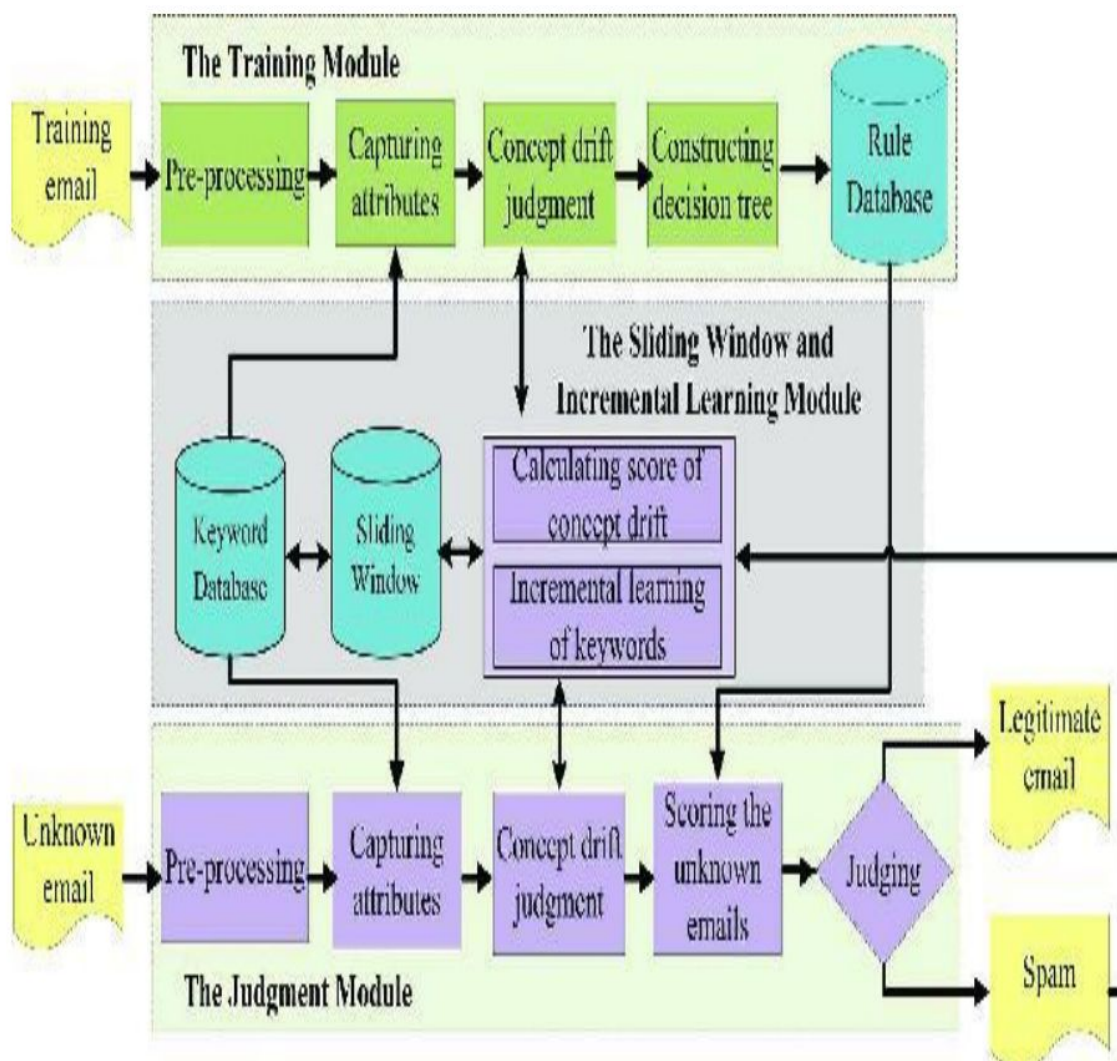 The Training Module
Training
email
Pre-processing
Capturing
attributes
Concept drift
judgment
Constructing
decision tree
Rule
Database
The Sliding Window and
Incremental Learning Module
Keyword
Database
Sliding
Window
Calculating score of
concept drift
Incremental learning
of keywords
Unknown
email
Pre-processing
Capturing
attributes
Concept drift
judgment
Scoring the
unknown
emails
Judging
Legitimate
email
Spam
The Judgment Module